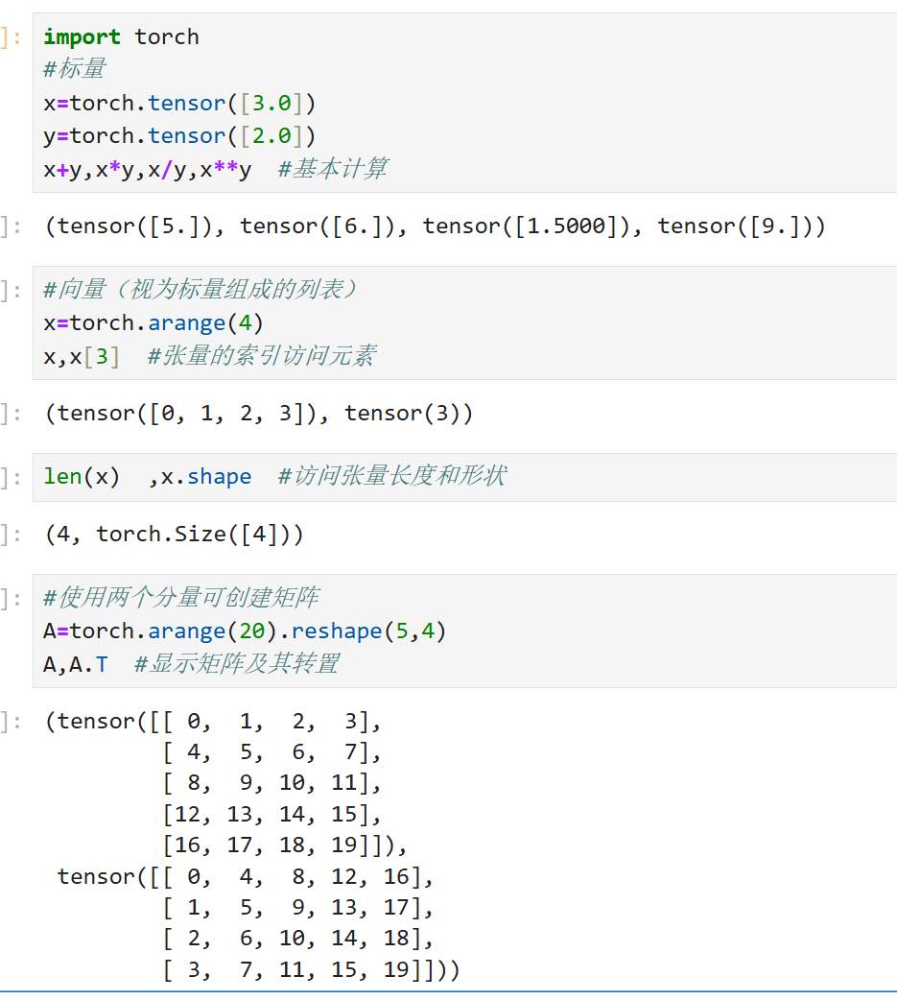 ]:
import torch
#标量
x=torch.tensor([3.0])
y=torch.tensor([2.0])
x+y,x*y,x/y,x**y  #基本计算
]:
(tensor([5.]), tensor([6.]), tensor([1.5000]), tensor([9.]))
]:
#向量（视为标量组成的列表）
x=torch.arange(4)
x,x[3]  #张量的索引访问元素
]:
(tensor([0, 1, 2, 3]), tensor(3))
]:
len(x)  ,x.shape  #访问张量长度和形状
]:
(4, torch.Size([4]))
]:
#使用两个分量可创建矩阵
A=torch.arange(20).reshape(5,4)
A,A.T  #显示矩阵及其转置
]:
(tensor([[ 0,  1,  2,  3],
         [ 4,  5,  6,  7],
         [ 8,  9, 10, 11],
         [12, 13, 14, 15],
         [16, 17, 18, 19]]),
 tensor([[ 0,  4,  8, 12, 16],
         [ 1,  5,  9, 13, 17],
         [ 2,  6, 10, 14, 18],
         [ 3,  7, 11, 15, 19]]))